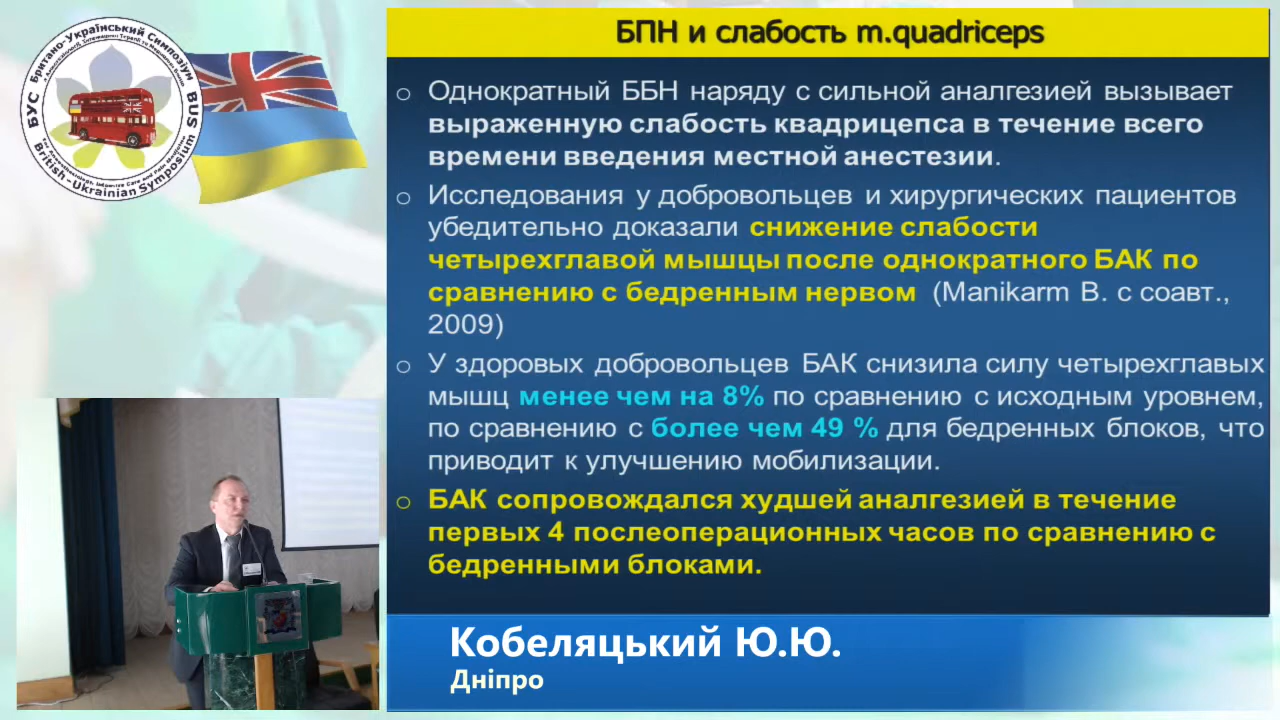 Британо-Український Симпозіум
БУС
BUS
British-Ukrainian Symposium
БПН и слабость m.quadriceps
Однократный ББН наряду с сильной аналгезией вызывает
выраженную слабость квадрицепса в течение всего
времени введения местной анестезии.
Исследования у добровольцев и хирургических пациентов
убедительно доказали снижение слабости
четырехглавой мышцы после однократного БАК по
сравнению с бедренным нервом (Manikarm B. с соавт.,
2009)
У здоровых добровольцев БАК снизила силу четырехглавых
мышц менее чем на 8% по сравнению с исходным уровнем,
по сравнению с более чем 49 % для бедренных блоков, что
приводит к улучшению мобилизации.
БАК сопровождался худшей аналгезией в течение
первых 4 послеоперационных часов по сравнению с
бедренными блоками.
Кобеляцький Ю.Ю.
Дніпро